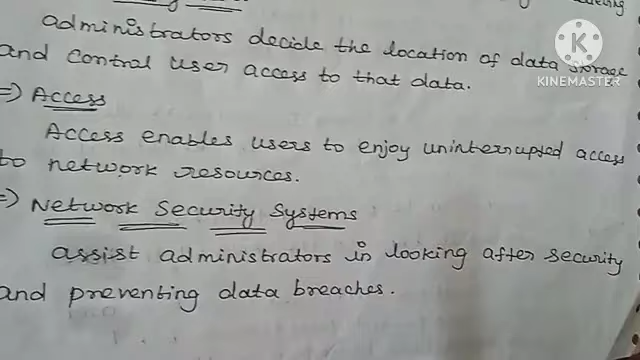 administrators decide the location of data storage
and control user access to that data.
=> Access
Access enables users to enjoy uninterrupted access
to network resources.
=> Network Security Systems
assist administrators in looking after security
and preventing data breaches.
KINEMASTER